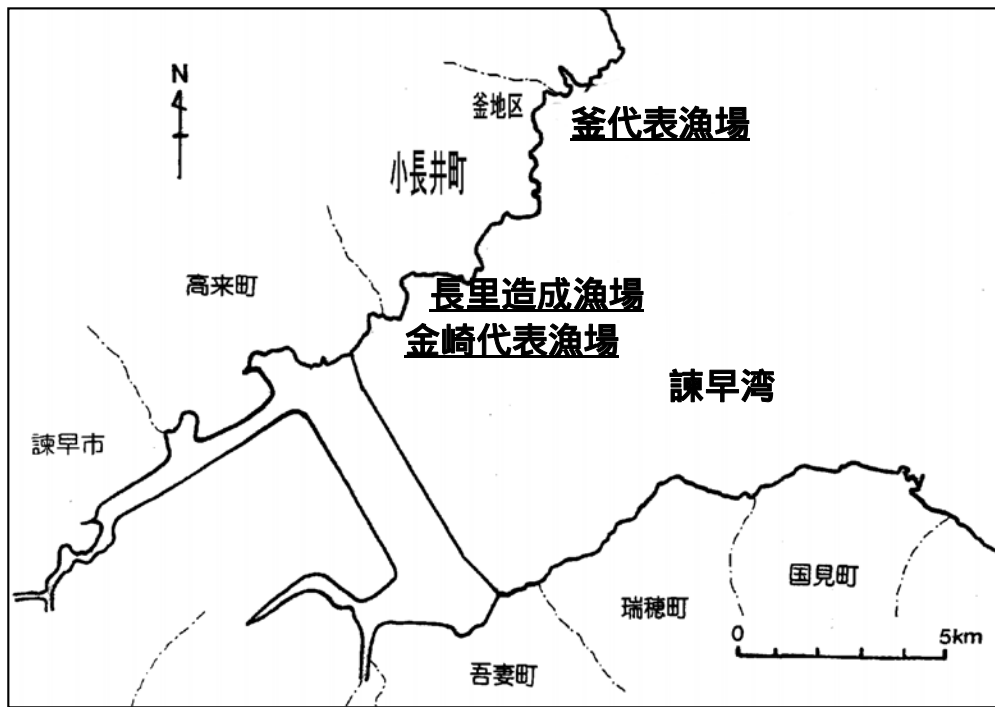 N
釜地区
釜代表漁場
小長井町
高来町
長里造成漁場
金崎代表漁場
諫早湾
諫早市
国見町
瑞穂町
0 5km
吾妻町